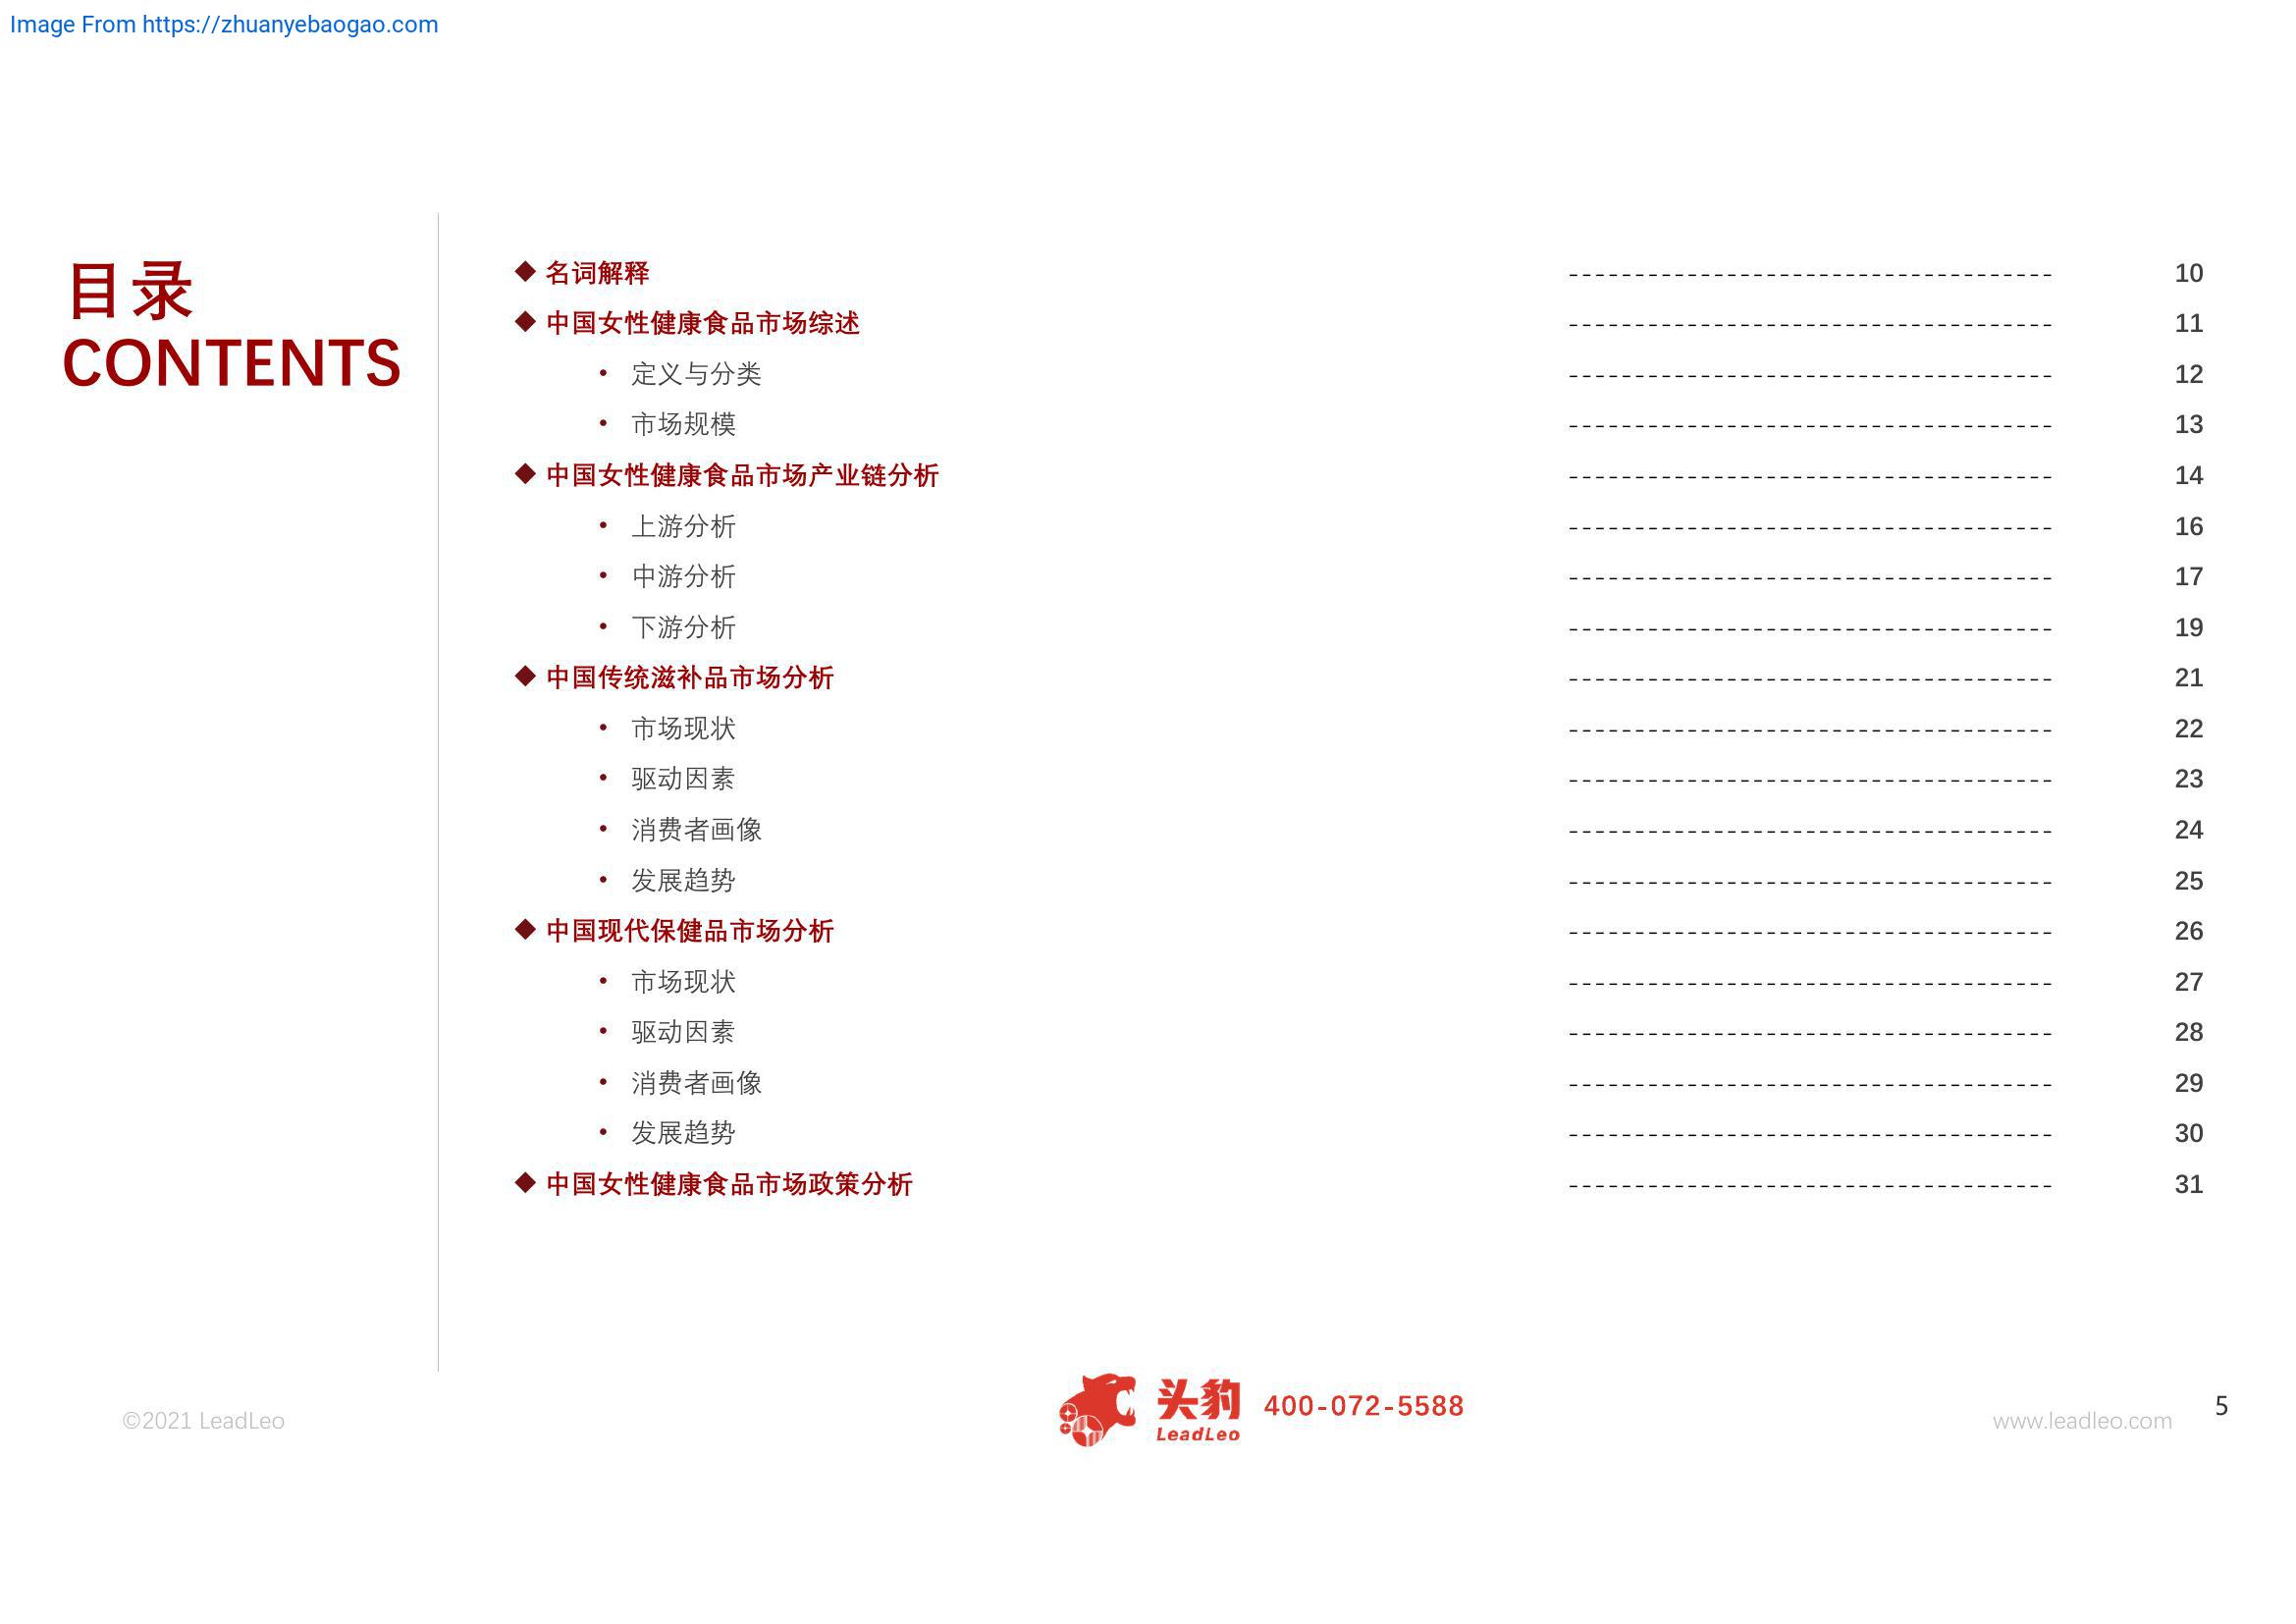 Image From https://zhuanyebaogao.com
目录
CONTENTS
◆ 名词解释 ------------------------------------- 10
◆ 中国女性健康食品市场综述 ------------------------------------- 11
• 定义与分类 ------------------------------------- 12
• 市场规模 ------------------------------------- 13
◆ 中国女性健康食品市场产业链分析 ------------------------------------- 14
• 上游分析 ------------------------------------- 16
• 中游分析 ------------------------------------- 17
• 下游分析 ------------------------------------- 19
◆ 中国传统滋补品市场分析 ------------------------------------- 21
• 市场现状 ------------------------------------- 22
• 驱动因素 ------------------------------------- 23
• 消费者画像 ------------------------------------- 24
• 发展趋势 ------------------------------------- 25
◆ 中国现代保健品市场分析 ------------------------------------- 26
• 市场现状 ------------------------------------- 27
• 驱动因素 ------------------------------------- 28
• 消费者画像 ------------------------------------- 29
• 发展趋势 ------------------------------------- 30
◆ 中国女性健康食品市场政策分析 ------------------------------------- 31
©2021 LeadLeo
头豹
LeadLeo
400-072-5588
www.leadleo.com
5